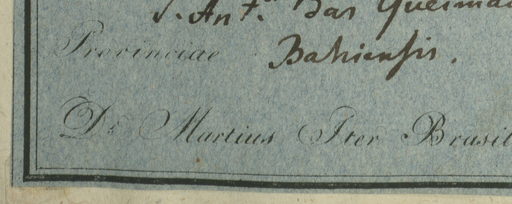 S. Ant.º das Queimad
Provinciae Bahiensis.
Dr. Martius Iter Brasil